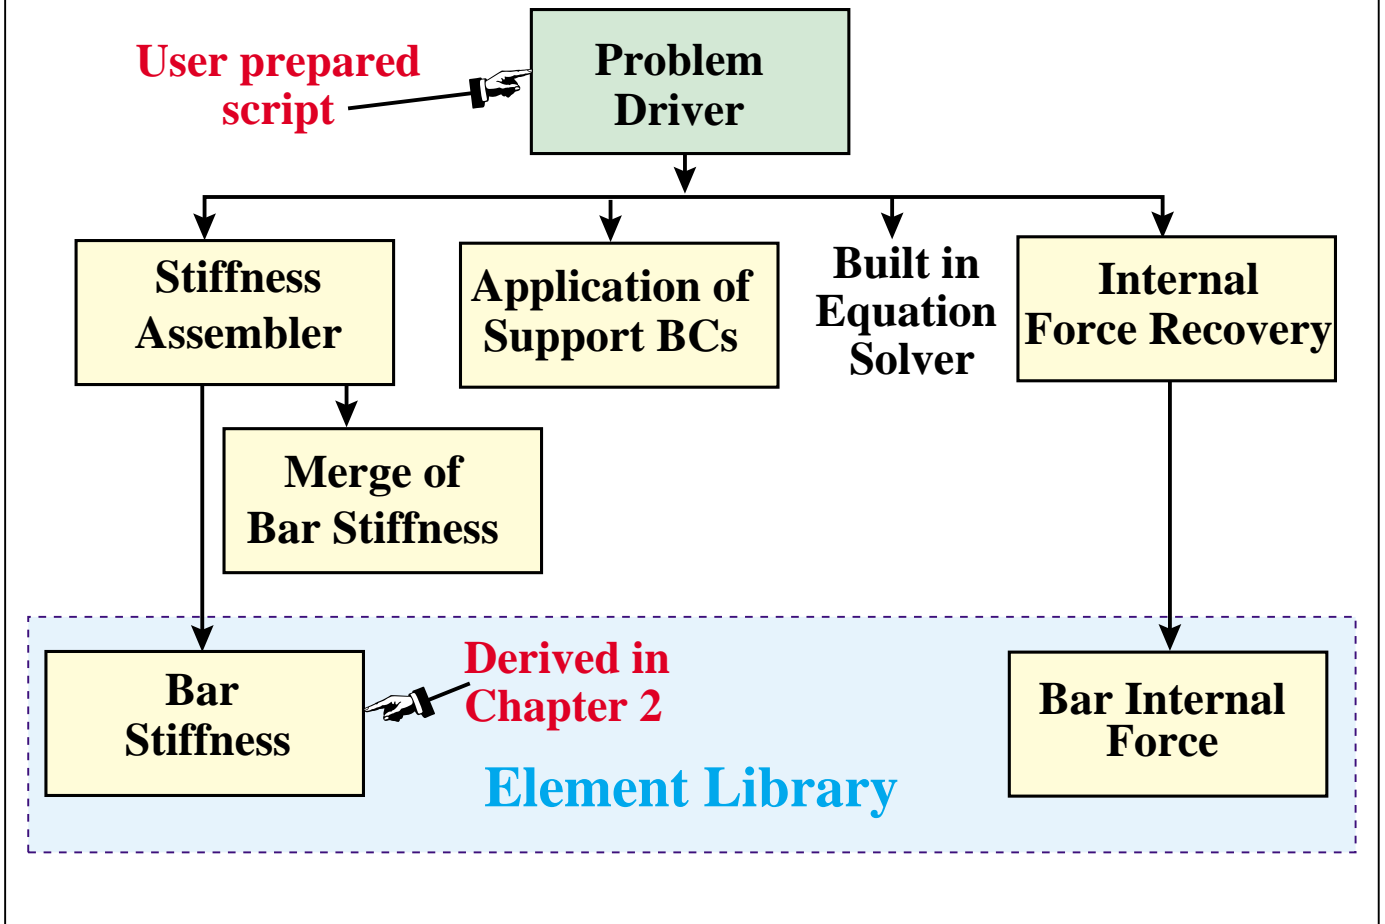 User prepared
script
Problem
Driver
Stiffness
Assembler
Application of
Support BCs
Built in
Equation
Solver
Internal
Force Recovery
Merge of
Bar Stiffness
Bar
Stiffness
Derived in
Chapter 2
Bar Internal
Force
Element Library